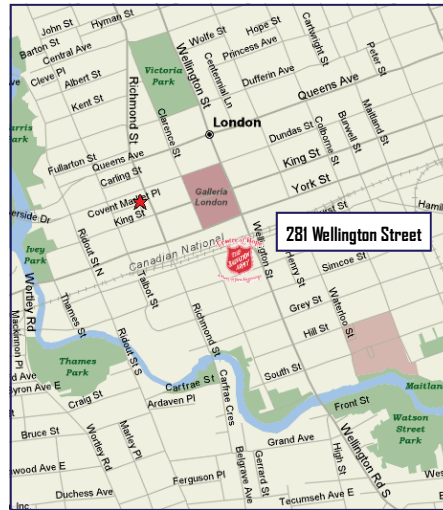 John St
Hyman St
Barton St
Central Ave
Cleve Pl
Albert St
Kent St
Wolfe St
Hope St
Princess Ave
Centennial Ln
Cartwright St
Peter St
Dufferin Ave
Wellington St
Victoria Park
Richmond St
Clarence St
Queens Ave
London
Maitland St
Burwell St
Colborne St
Dundas St
King St
York St
Fullarton St
Queens Ave
Carling St
Galleria London
Covent Market Pl
King St
Ivey Park
Ridout St N
Canadian National
Centre of Hope
THE SALVATION ARMY
281 Wellington Street
Simcoe St
Henry St
Waterloo St
Grey St
Hill St
Wortley Rd
Mackinnon Pl
Thames St
Talbot St
Richmond St
Ridout St S
Thames Park
Carfrae St
Carfrae Cres
South St
Front St
Watson Street Park
Byron Ave E
Craig St
Ardaven Pl
Bruce St
Wortley Rd
Marley Pl
Grand Ave
High St
Wellington Rd S
Belgrave Ave
Gerrard St
Ferguson Pl
Duchess Ave
Tecumseh Ave E